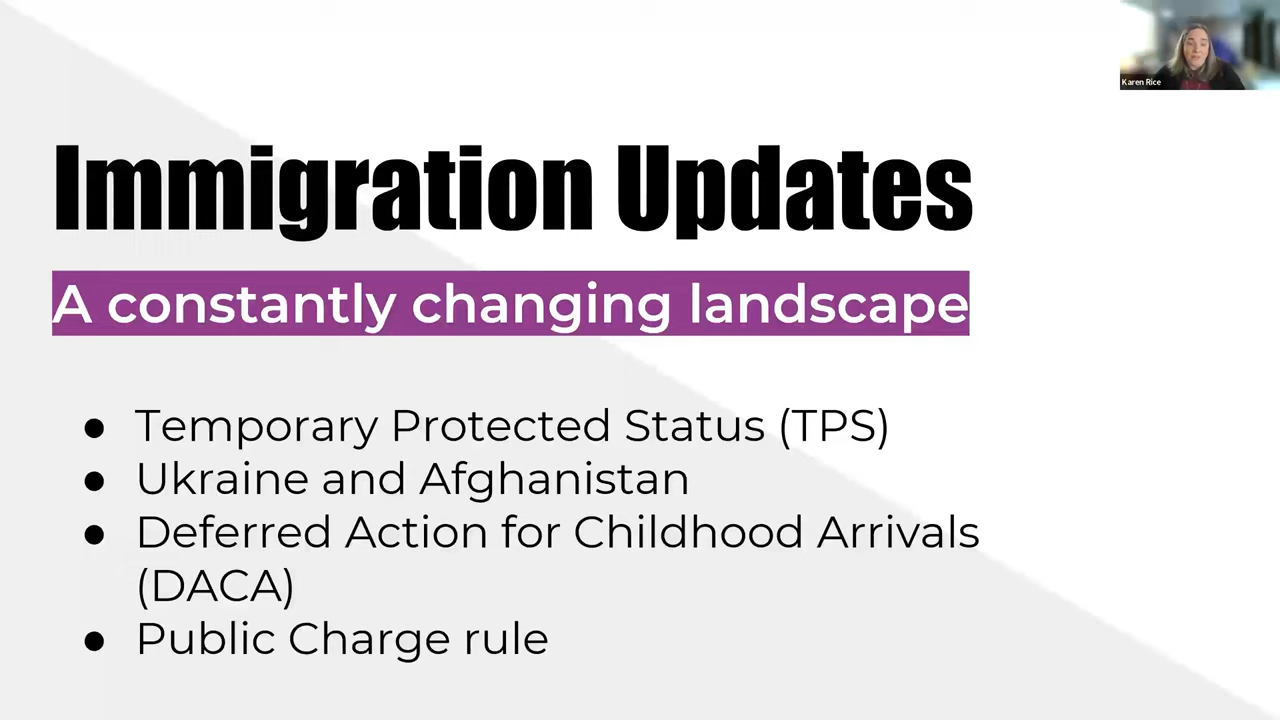 Karen Rice
Immigration Updates
A constantly changing landscape
● Temporary Protected Status (TPS)
● Ukraine and Afghanistan
● Deferred Action for Childhood Arrivals
(DACA)
● Public Charge rule